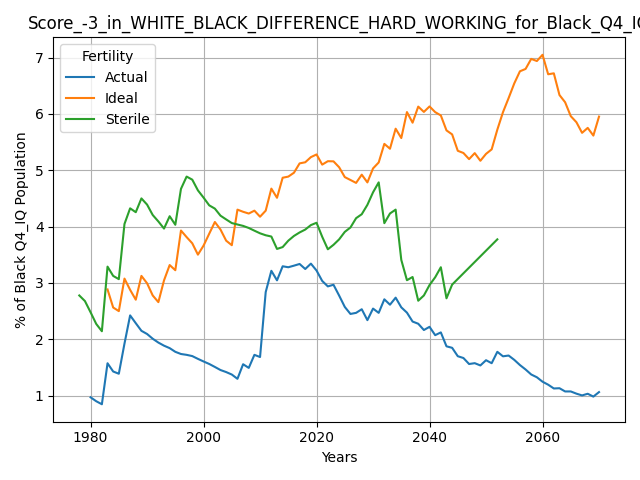 Score_-3_in_WHITE_BLACK_DIFFERENCE_HARD_WORKING_for_Black_Q4_IQ
Fertility
Actual
Ideal
Sterile
% of Black Q4_IQ Population
7
6
5
4
3
2
1
1980 2000 2020 2040 2060
Years